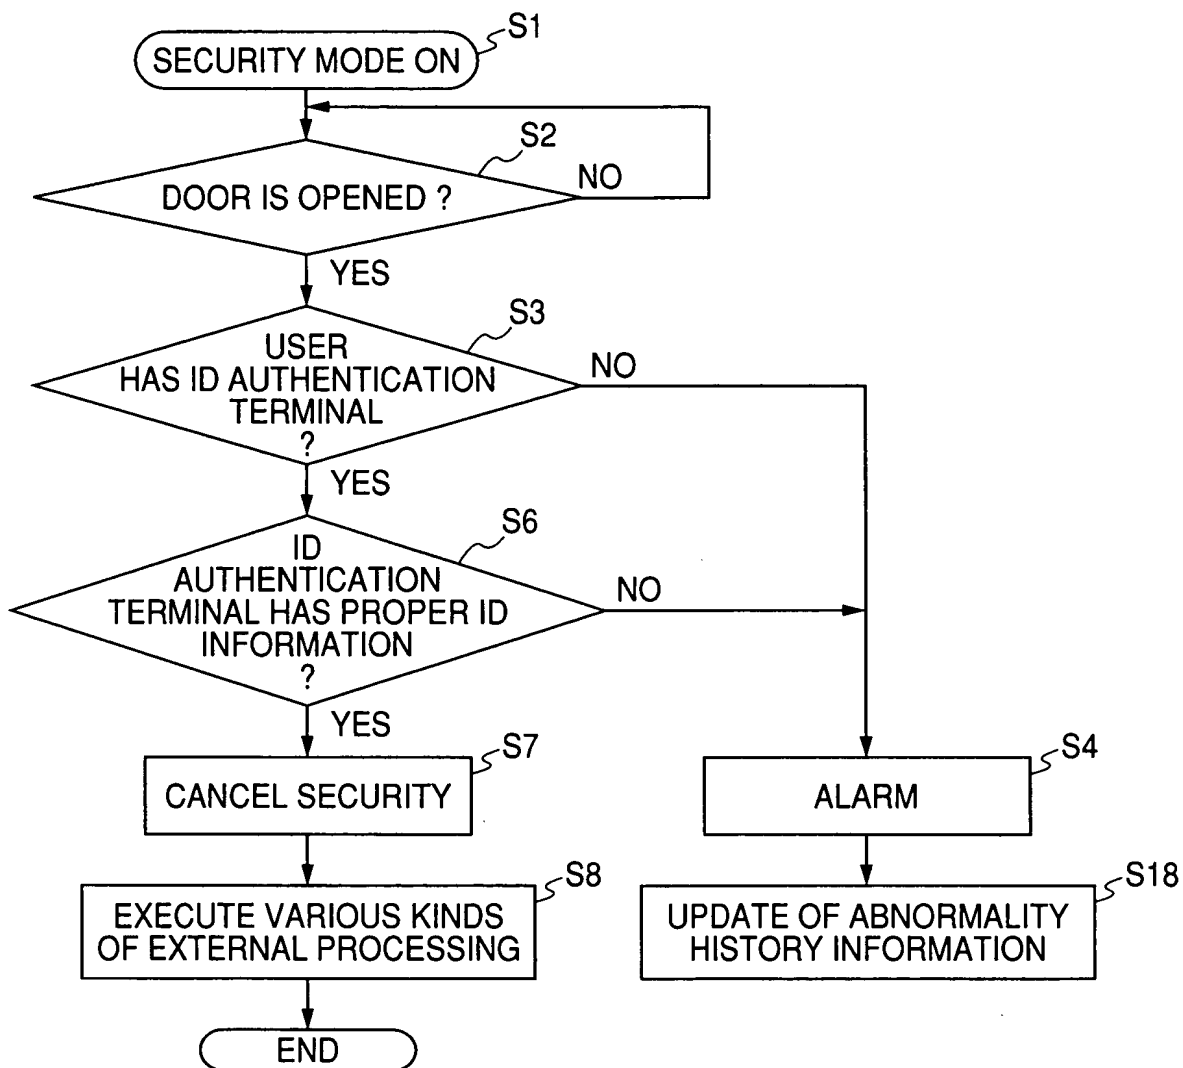 S1
SECURITY MODE ON
S2
DOOR IS OPENED ?
NO
YES
S3
USER
HAS ID AUTHENTICATION
TERMINAL
?
NO
YES
S6
ID
AUTHENTICATION
TERMINAL HAS PROPER ID
INFORMATION
?
NO
YES
S7
CANCEL SECURITY
S4
ALARM
S8
EXECUTE VARIOUS KINDS
OF EXTERNAL PROCESSING
S18
UPDATE OF ABNORMALITY
HISTORY INFORMATION
END